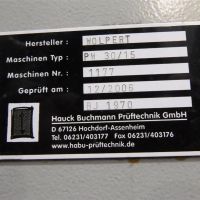 Hersteller : WOLPERT
Maschinen Typ : PW 30/15
Maschinen Nr. : 1177
Geprüft am : 12/2006
BJ 1970
Hauck Buchmann Prüftechnik GmbH
D 67126 Hochdorf-Assenheim
Tel. 06231/403177 Fax 06231/403176
www.habu-prüftechnik.de